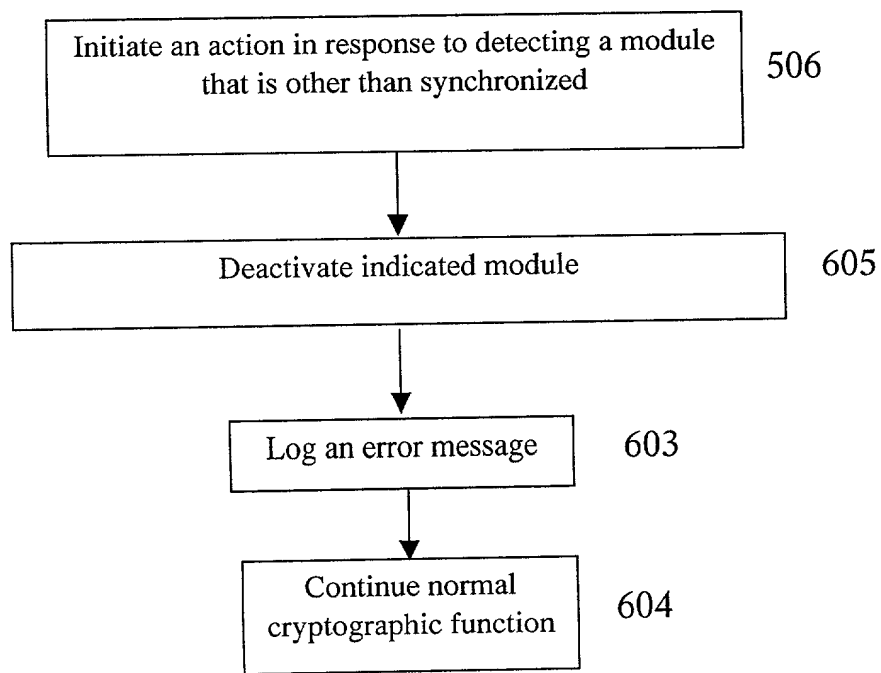 Initiate an action in response to detecting a module
that is other than synchronized
506
Deactivate indicated module
605
Log an error message
603
Continue normal
cryptographic function
604